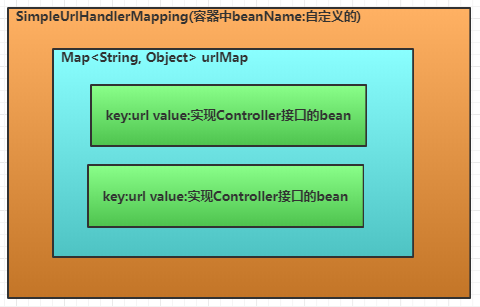 SimpleUrlHandlerMapping(容器中beanName:自定义的)
Map<String, Object> urlMap
key:url value:实现Controller接口的bean
key:url value:实现Controller接口的bean